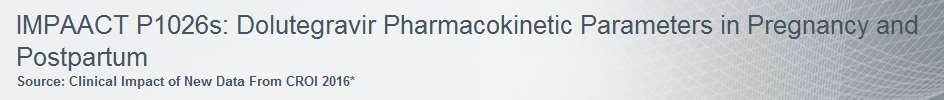 IMPAACT P1026s: Dolutegravir Pharmacokinetic Parameters in Pregnancy and
Postpartum
Source: Clinical Impact of New Data From CROI 2016*